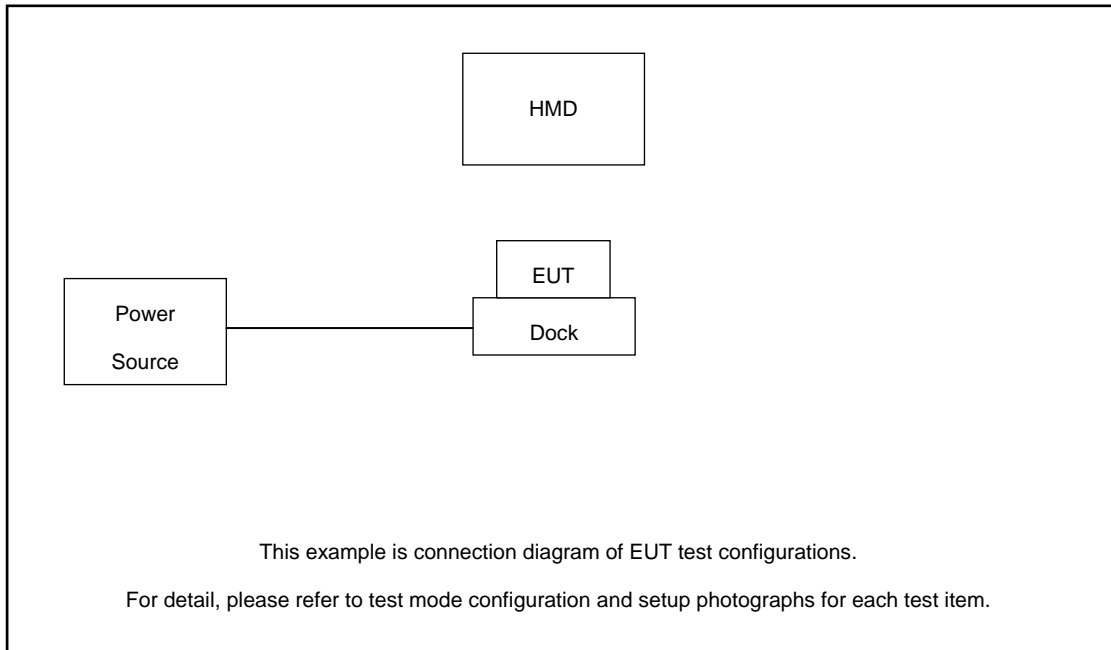 HMD
EUT
Power
Source
Dock
This example is connection diagram of EUT test configurations.
For detail, please refer to test mode configuration and setup photographs for each test item.